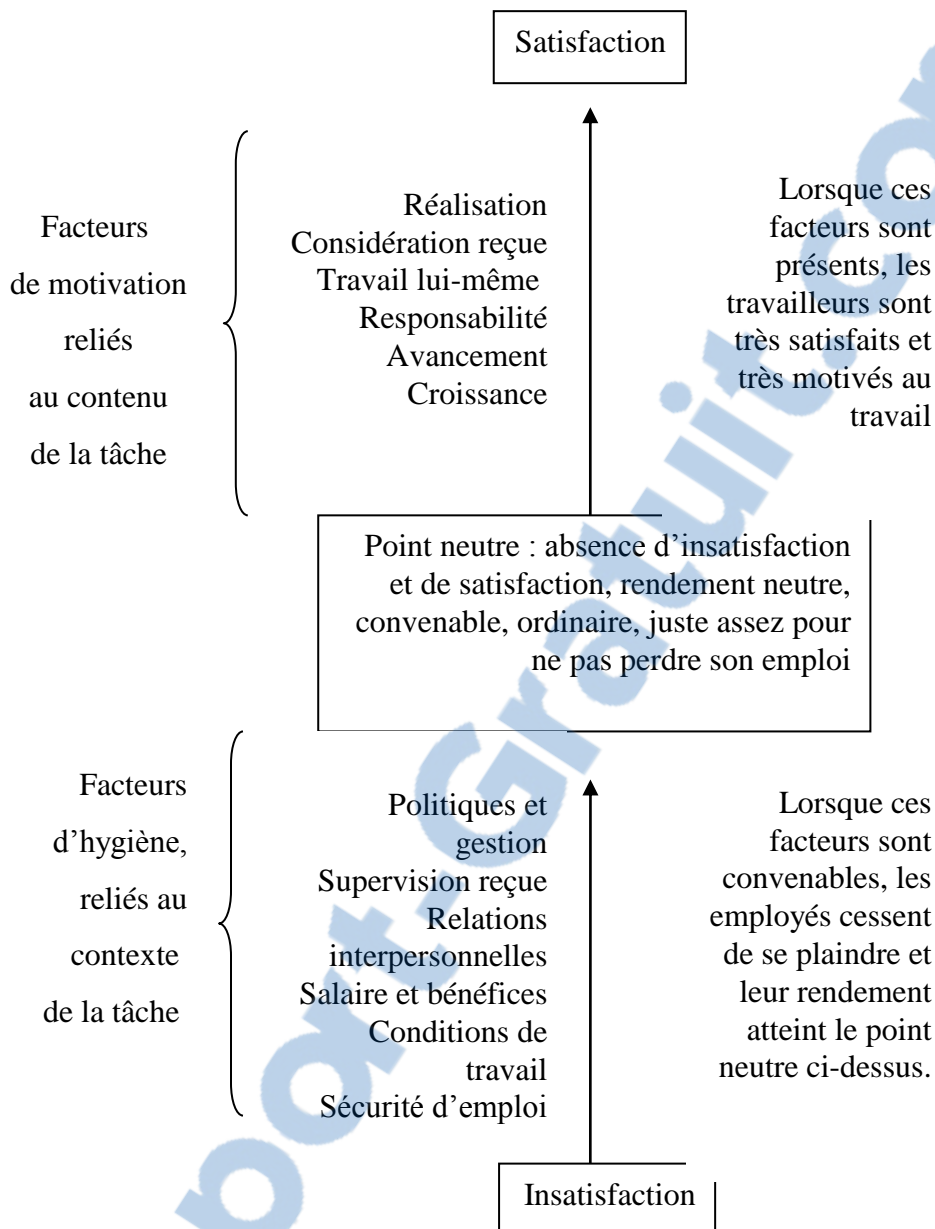 Satisfaction
Facteurs
de motivation
reliés
au contenu
de la tâche
Réalisation
Considération reçue
Travail lui-même
Responsabilité
Avancement
Croissance
Lorsque ces
facteurs sont
présents, les
travailleurs sont
très satisfaits et
très motivés au
travail
Point neutre : absence d’insatisfaction
et de satisfaction, rendement neutre,
convenable, ordinaire, juste assez pour
ne pas perdre son emploi
Facteurs
d’hygiène,
reliés au
contexte
de la tâche
Politiques et
gestion
Supervision reçue
Relations
interpersonnelles
Salaire et bénéfices
Conditions de
travail
Sécurité d’emploi
Lorsque ces
facteurs sont
convenables, les
employés cessent
de se plaindre et
leur rendement
atteint le point
neutre ci-dessus.
Insatisfaction
port-Gratuit.co